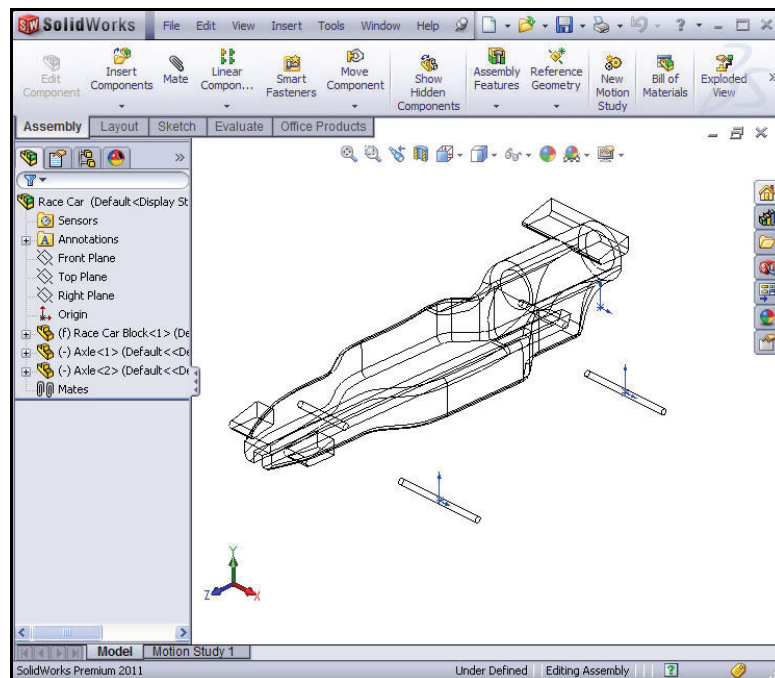 SolidWorks File Edit View Insert Tools Window Help ?
Edit Component Insert Components Mate Linear Compon... Smart Fasteners Move Component Show Hidden Components Assembly Features Reference Geometry New Motion Study Bill of Materials Exploded View »
Assembly Layout Sketch Evaluate Office Products
»
Race Car (Default<Display St
Sensors
A Annotations
Front Plane
Top Plane
Right Plane
Origin
(f) Race Car Block<1> (De
(-) Axle<1> (Default<<De
(-) Axle<2> (Default<<De
Mates
Y
Z X
Model Motion Study 1
SolidWorks Premium 2011 Under Defined Editing Assembly ?